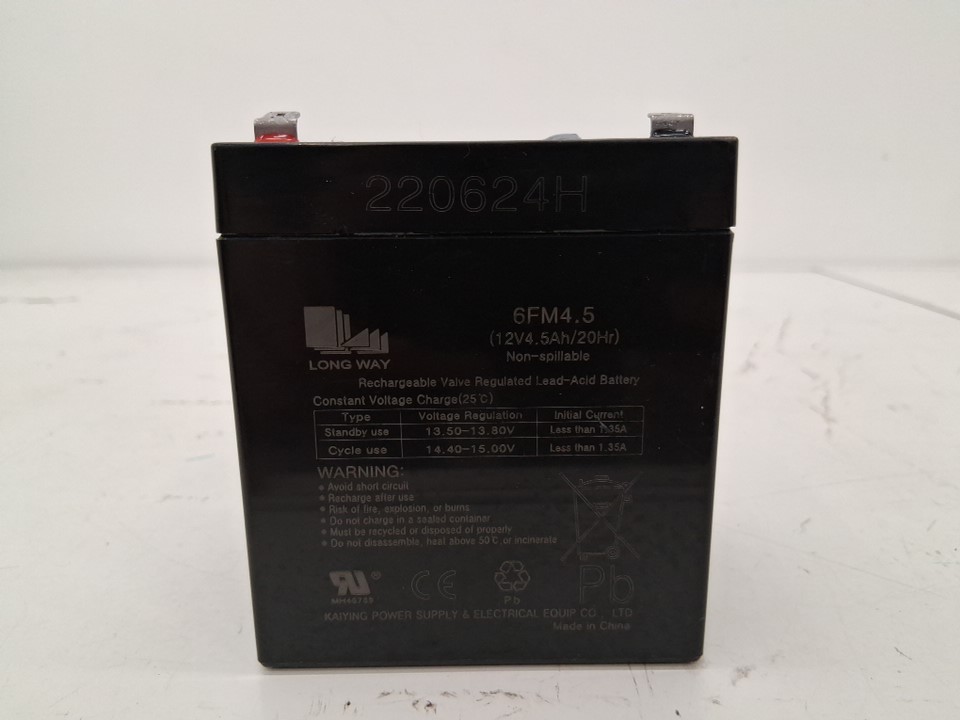 220624H
LONG WAY
6FM4.5
(12V4.5Ah/20Hr)
Non-spillable
Rechargeable Valve Regulated Lead-Acid Battery
Constant Voltage Charge(25℃)
Type Voltage Regulation Initial Current
Standby use 13.50-13.80V Less than 1.35A
Cycle use 14.40-15.00V Less than 1.35A
WARNING:
• Avoid short circuit
• Recharge after use
• Risk of fire, explosion, or burns
• Do not charge in a sealed container
• Must be recycled or disposed of properly
• Do not disassemble, heat above 50℃ or incinerate
Pb
Pb
KAIYING POWER SUPPLY & ELECTRICAL EQUIP CO., LTD
Made in China